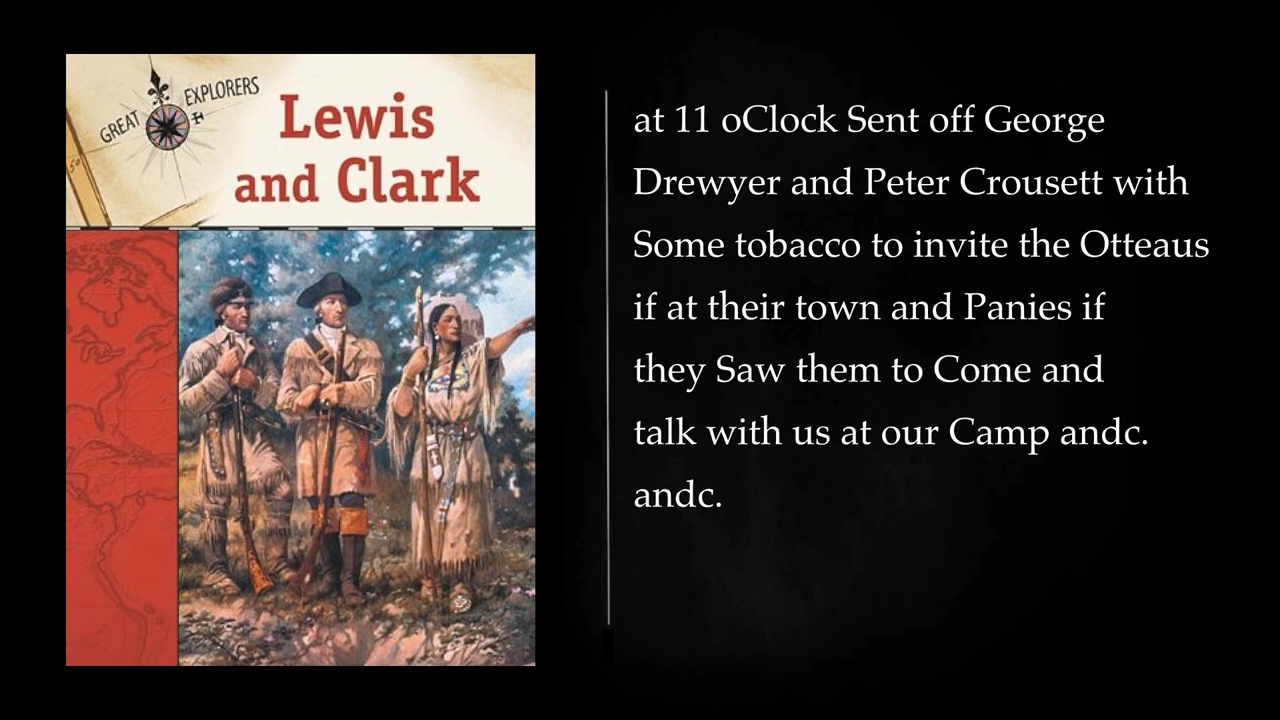 GREAT EXPLORERS
Lewis
and Clark
50
at 11 oClock Sent off George
Drewyer and Peter Crousett with
Some tobacco to invite the Otteaus
if at their town and Panies if
they Saw them to Come and
talk with us at our Camp andc.
andc.